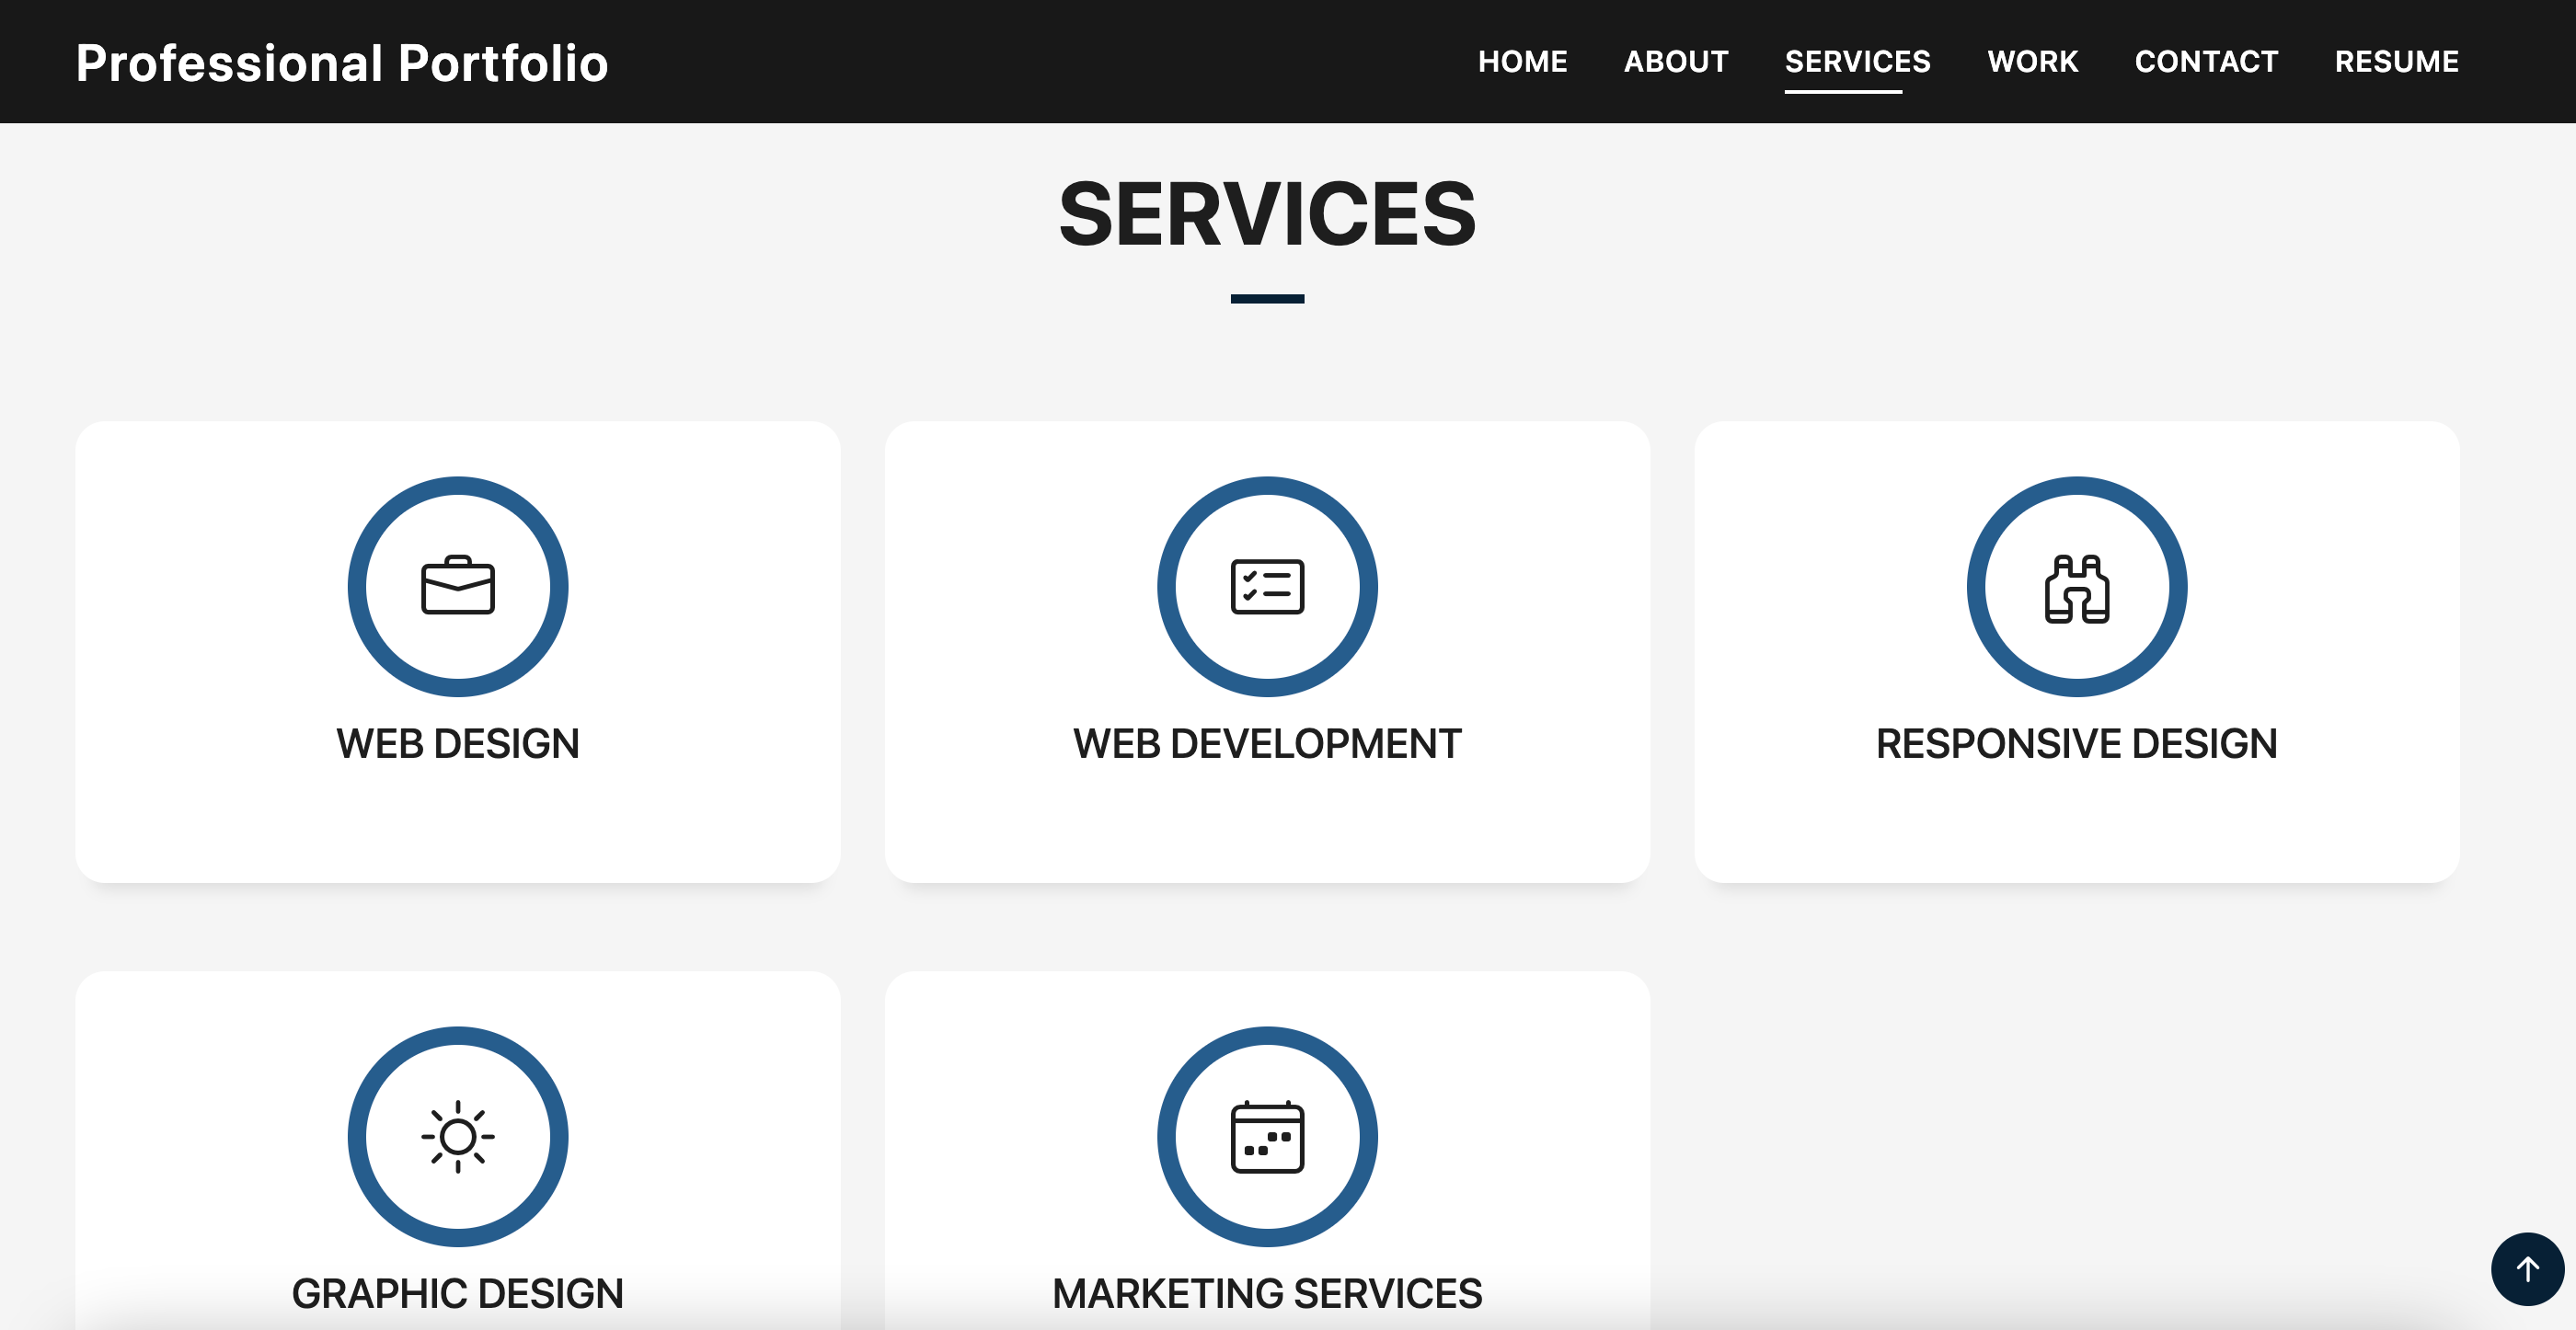 Professional Portfolio
HOME ABOUT SERVICES WORK CONTACT RESUME
SERVICES
WEB DESIGN
WEB DEVELOPMENT
RESPONSIVE DESIGN
GRAPHIC DESIGN
MARKETING SERVICES